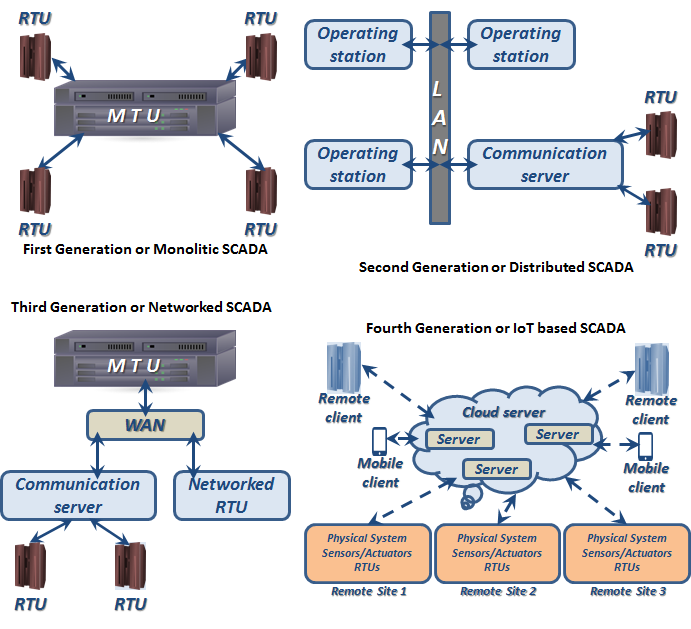 RTU
RTU
MTU
RTU
RTU
First Generation or Monolitic SCADA
Operating
station
Operating
station
LAN
Operating
station
Communication
server
RTU
RTU
Second Generation or Distributed SCADA
Third Generation or Networked SCADA
MTU
WAN
Communication
server
Networked
RTU
RTU
RTU
Fourth Generation or IoT based SCADA
Remote
client
Remote
client
Cloud server
Server
Server
Server
Mobile
client
Mobile
client
Physical System
Sensors/Actuators
RTUs
Physical System
Sensors/Actuators
RTUs
Physical System
Sensors/Actuators
RTUs
Remote Site 1
Remote Site 2
Remote Site 3